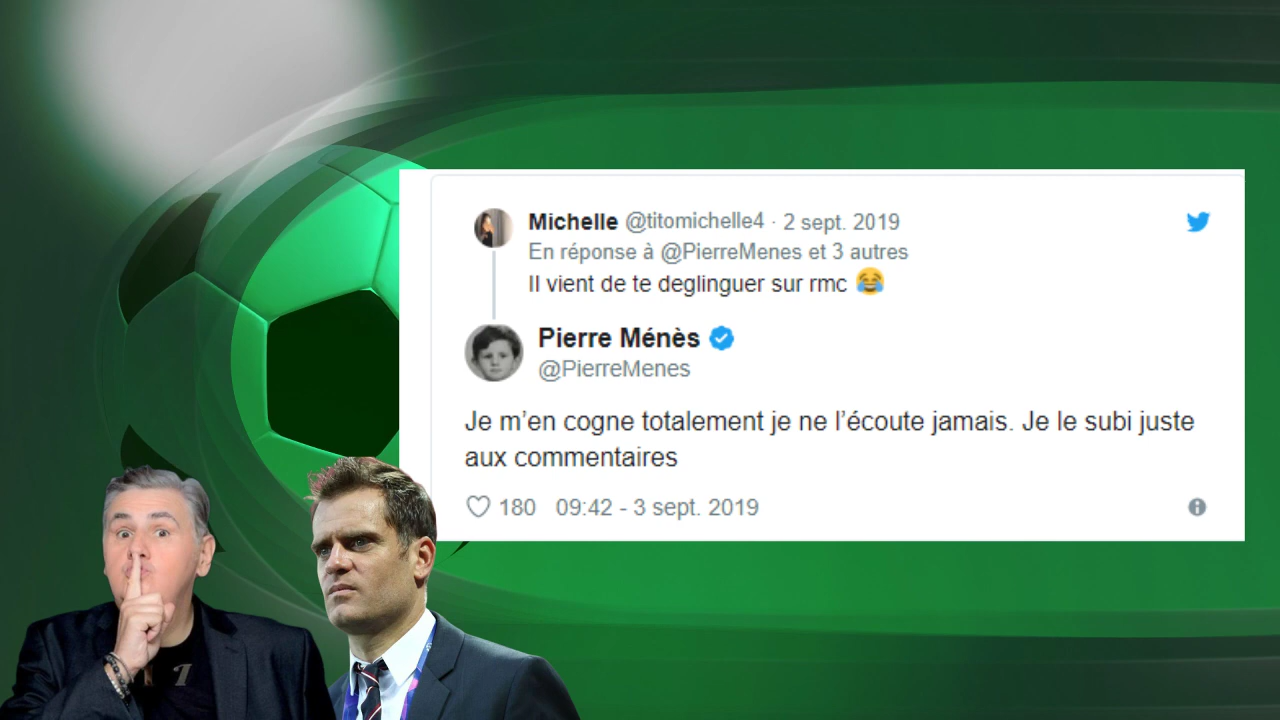 Michelle @titomichelle4 · 2 sept. 2019
En réponse à @PierreMenes et 3 autres
Il vient de te deglinguer sur rmc 😂
Pierre Ménès
@PierreMenes
Je m’en cogne totalement je ne l’écoute jamais. Je le subi juste
aux commentaires
180 09:42 - 3 sept. 2019